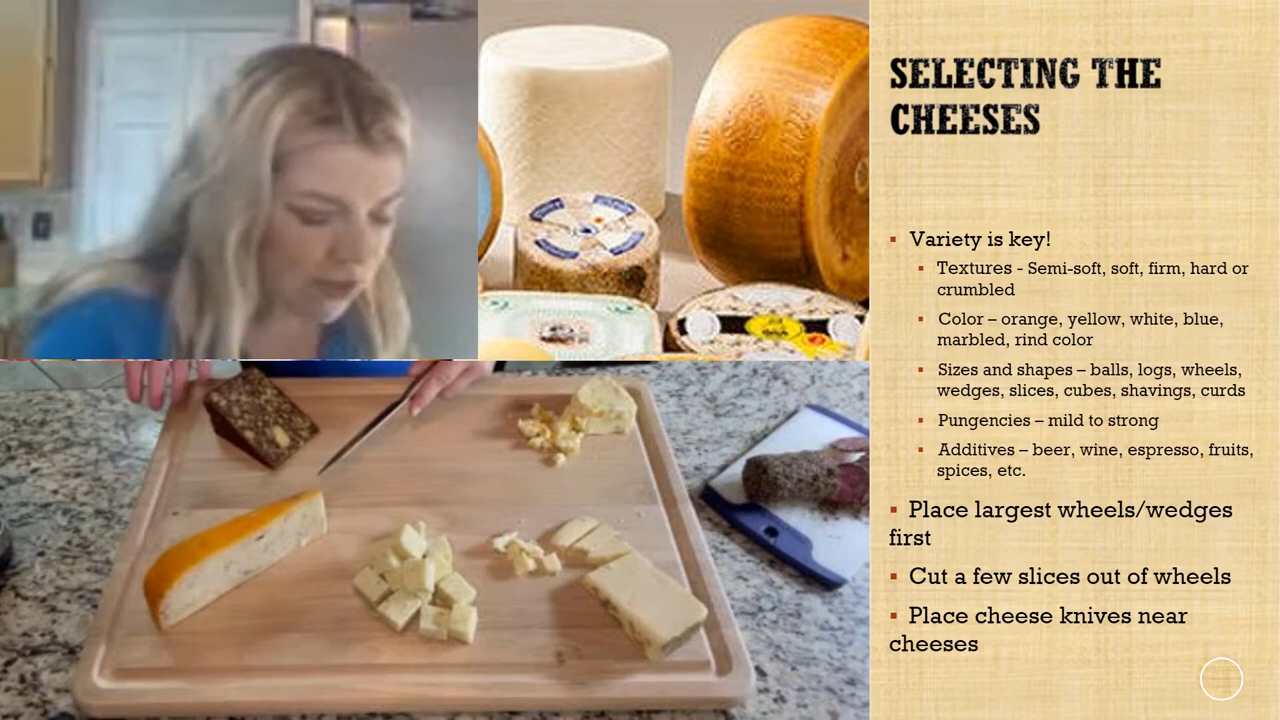 SELECTING THE
CHEESES
▪ Variety is key!
▪ Textures - Semi-soft, soft, firm, hard or
crumbled
▪ Color – orange, yellow, white, blue,
marbled, rind color
▪ Sizes and shapes – balls, logs, wheels,
wedges, slices, cubes, shavings, curds
▪ Pungencies – mild to strong
▪ Additives – beer, wine, espresso, fruits,
spices, etc.
▪ Place largest wheels/wedges
first
▪ Cut a few slices out of wheels
▪ Place cheese knives near
cheeses